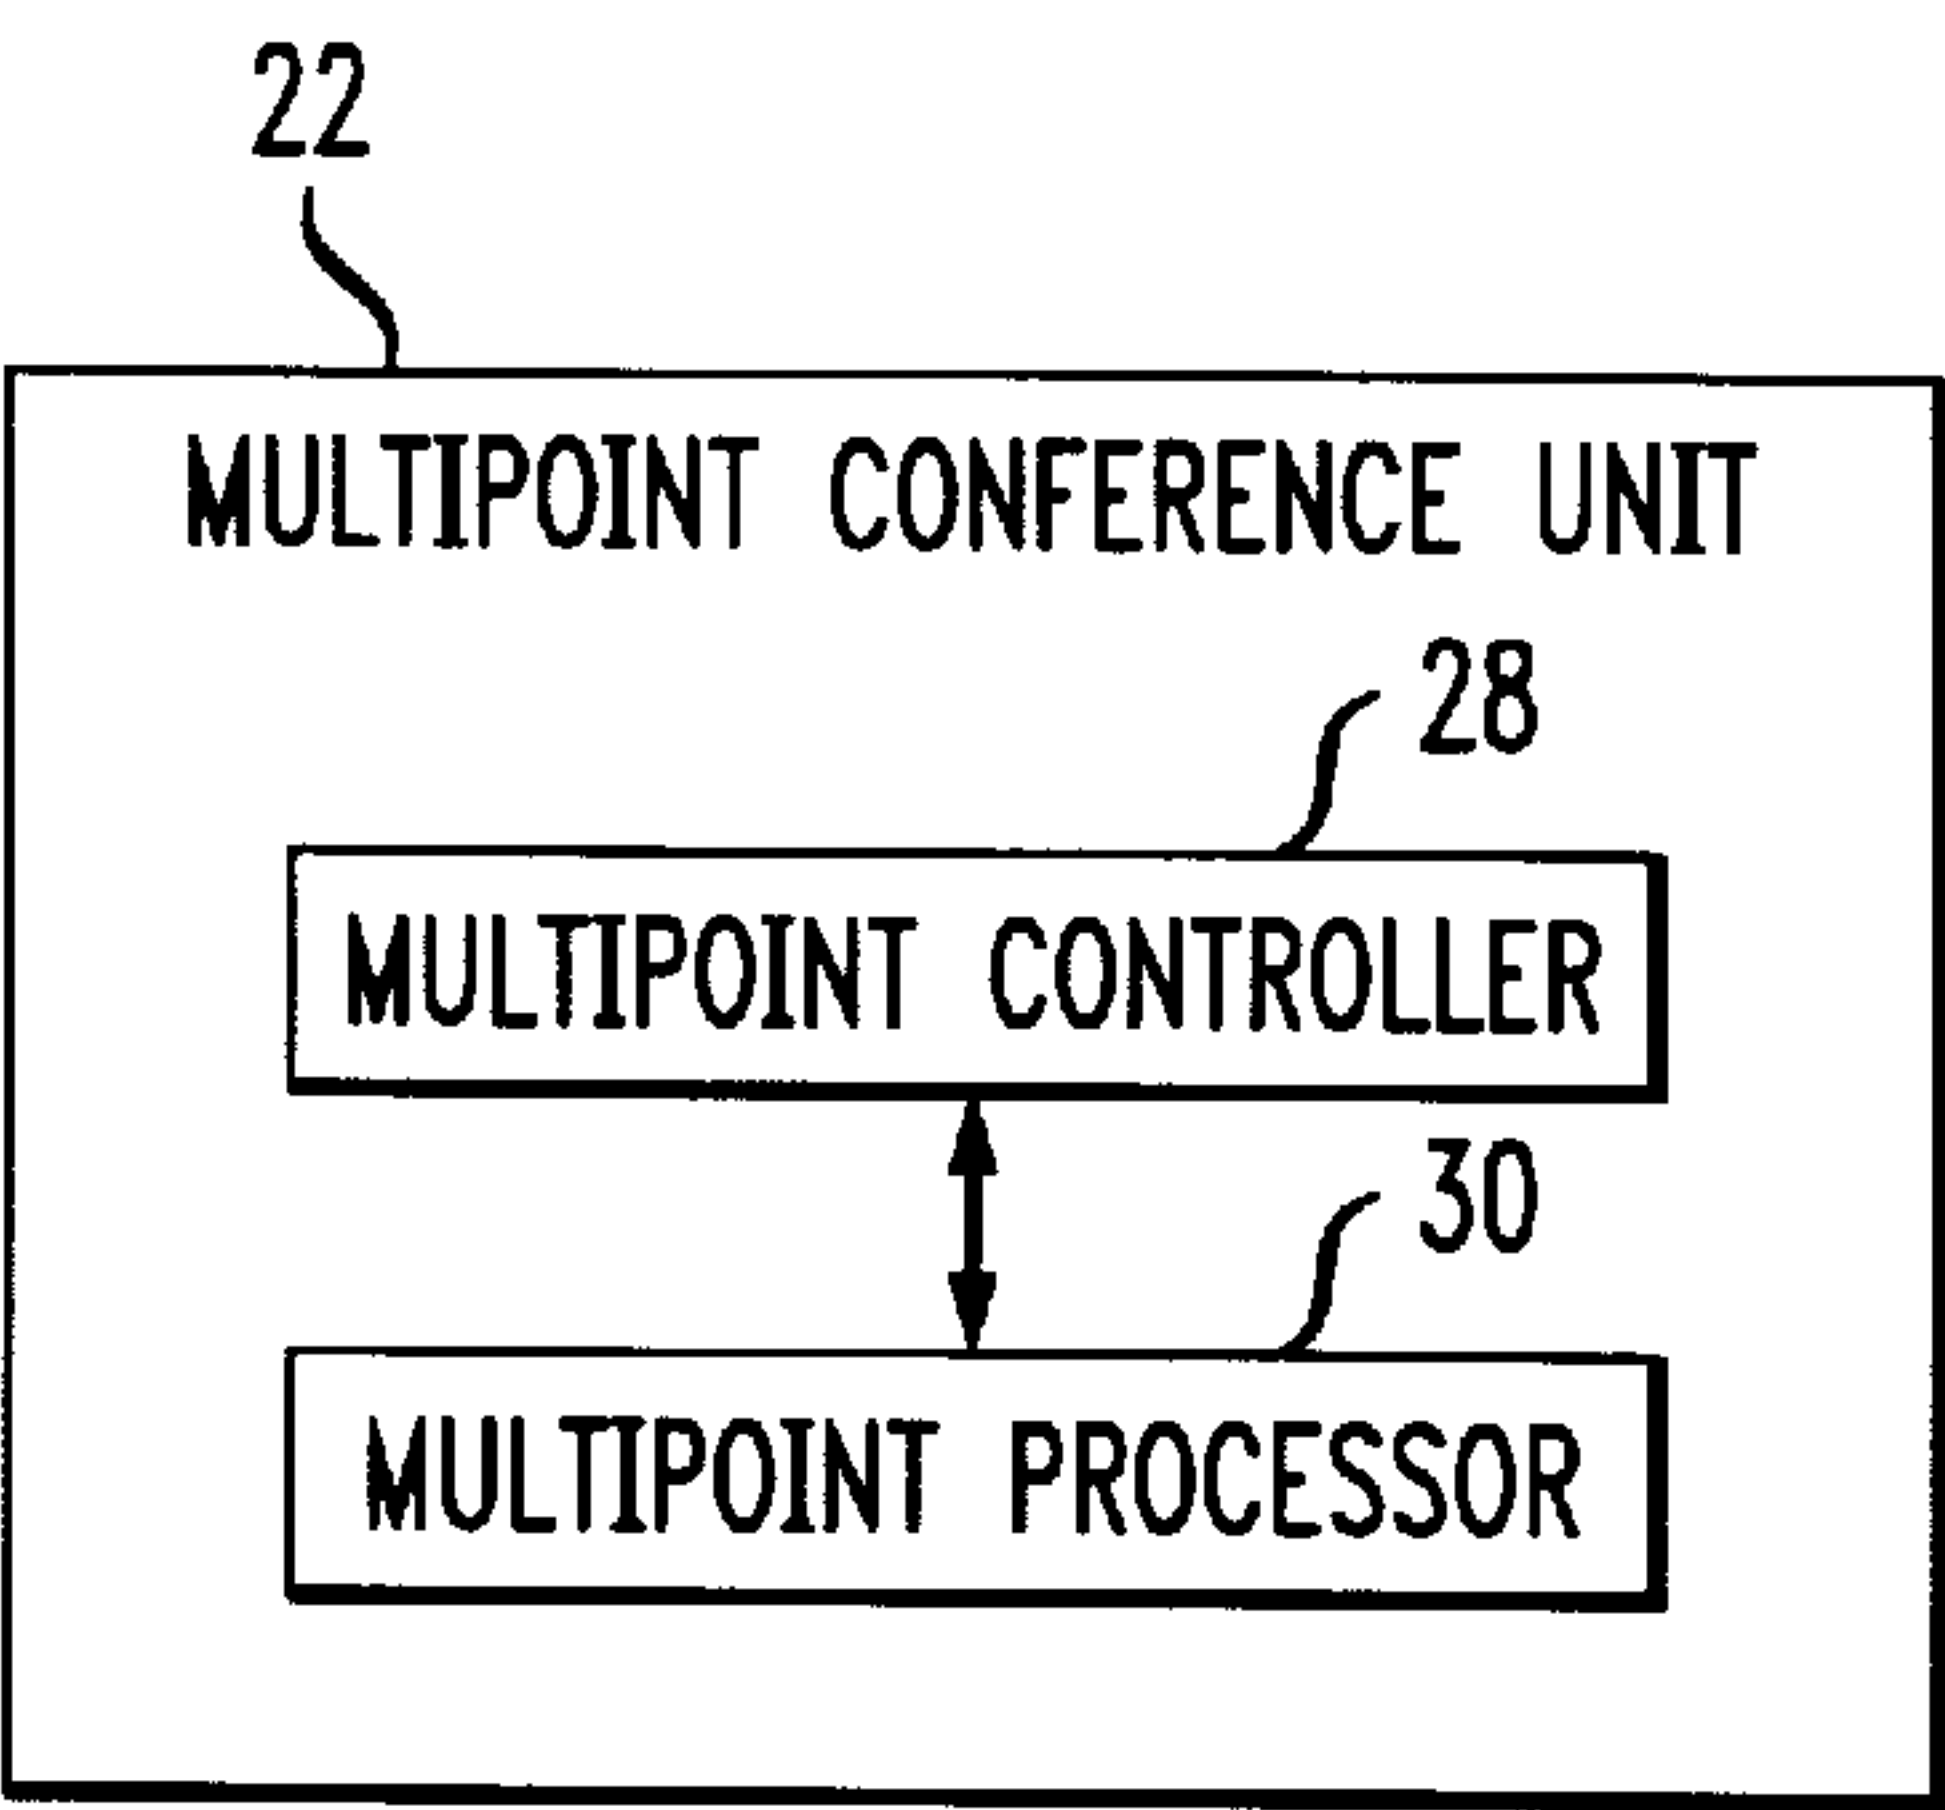 22
MULTIPOINT CONFERENCE UNIT
28
MULTIPOINT CONTROLLER
30
MULTIPOINT PROCESSOR